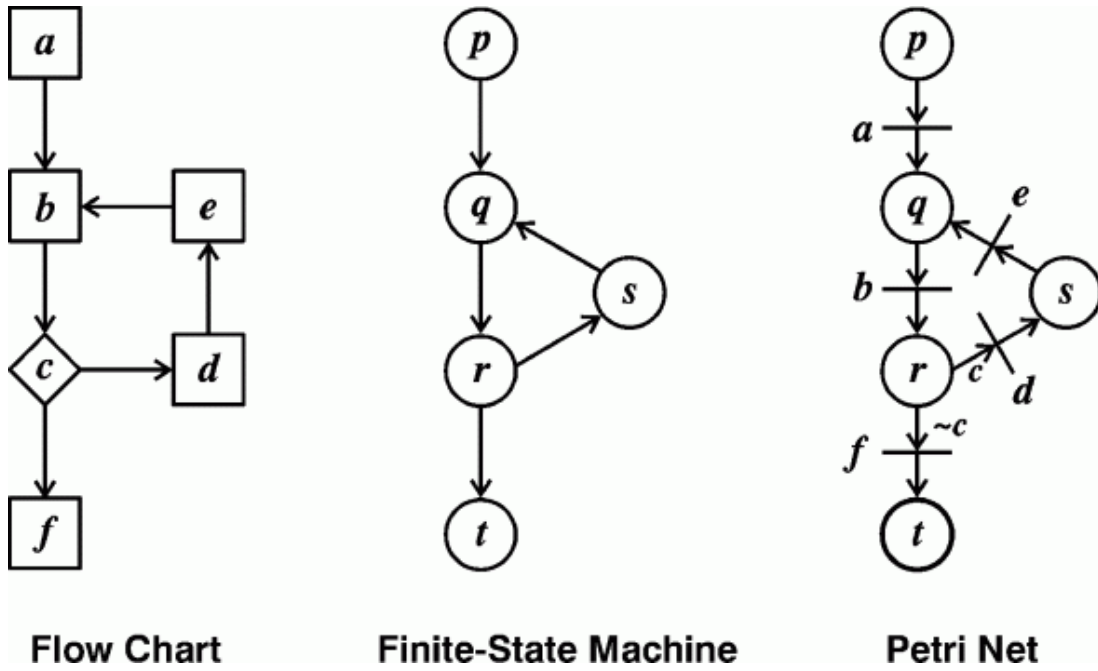 a
b
e
c
d
f
Flow Chart
p
q
s
r
t
Finite-State Machine
p
a
q
e
b
s
r
c
d
~c
f
t
Petri Net